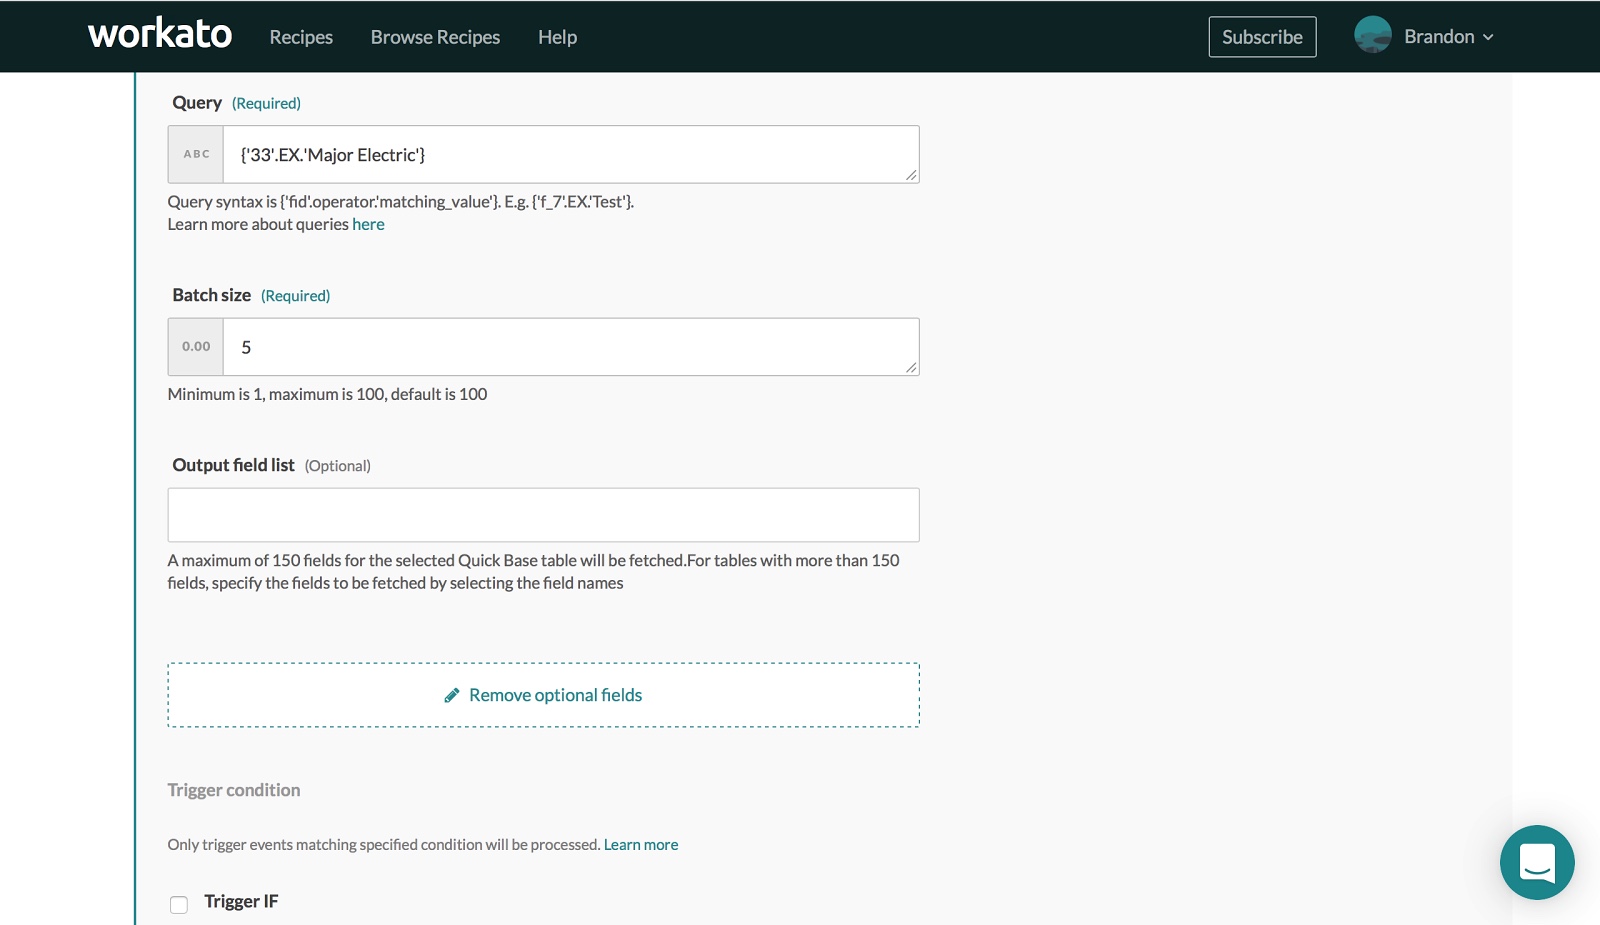 workato Recipes Browse Recipes Help Subscribe Brandon
Query (Required)
ABC {'33'.EX.'Major Electric'}
Query syntax is {'fid'.operator.'matching_value'}. E.g. {'f_7'.EX.'Test'}.
Learn more about queries here
Batch size (Required)
0.00 5
Minimum is 1, maximum is 100, default is 100
Output field list (Optional)
A maximum of 150 fields for the selected Quick Base table will be fetched.For tables with more than 150
fields, specify the fields to be fetched by selecting the field names
Remove optional fields
Trigger condition
Only trigger events matching specified condition will be processed. Learn more
Trigger IF